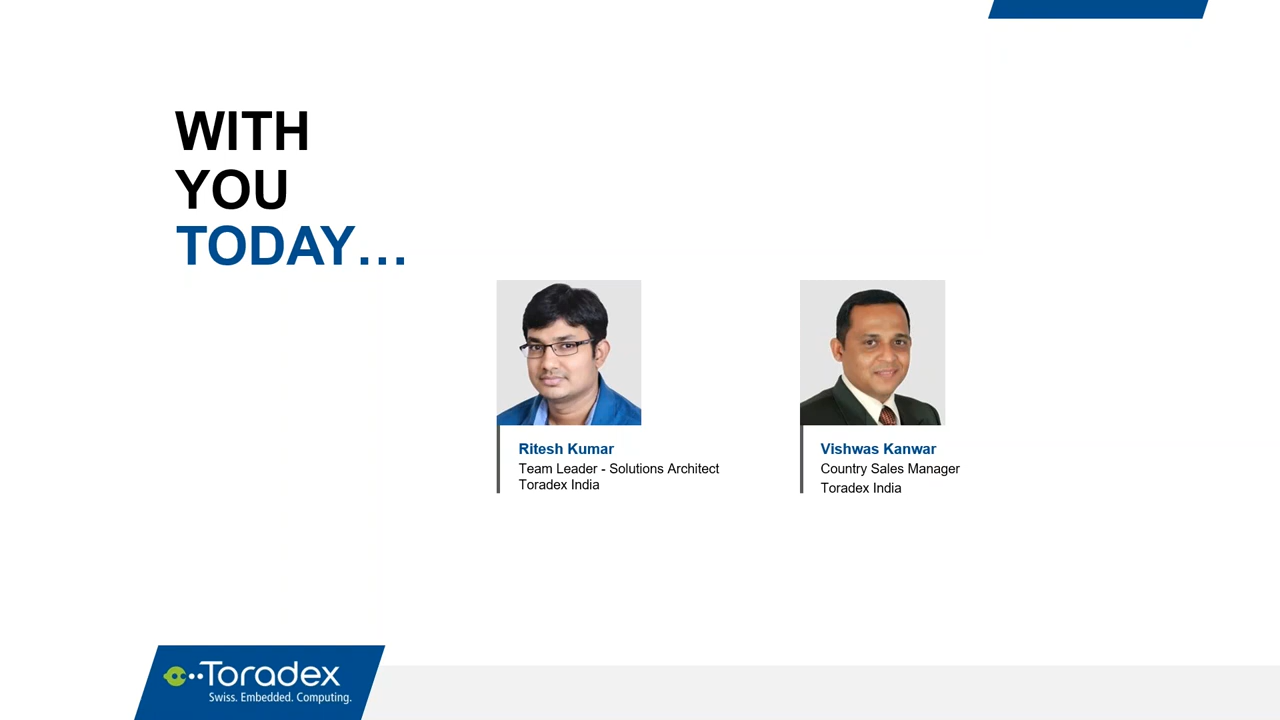 WITH
YOU
TODAY...
Ritesh Kumar
Team Leader - Solutions Architect
Toradex India
Vishwas Kanwar
Country Sales Manager
Toradex India
Toradex
Swiss. Embedded. Computing.